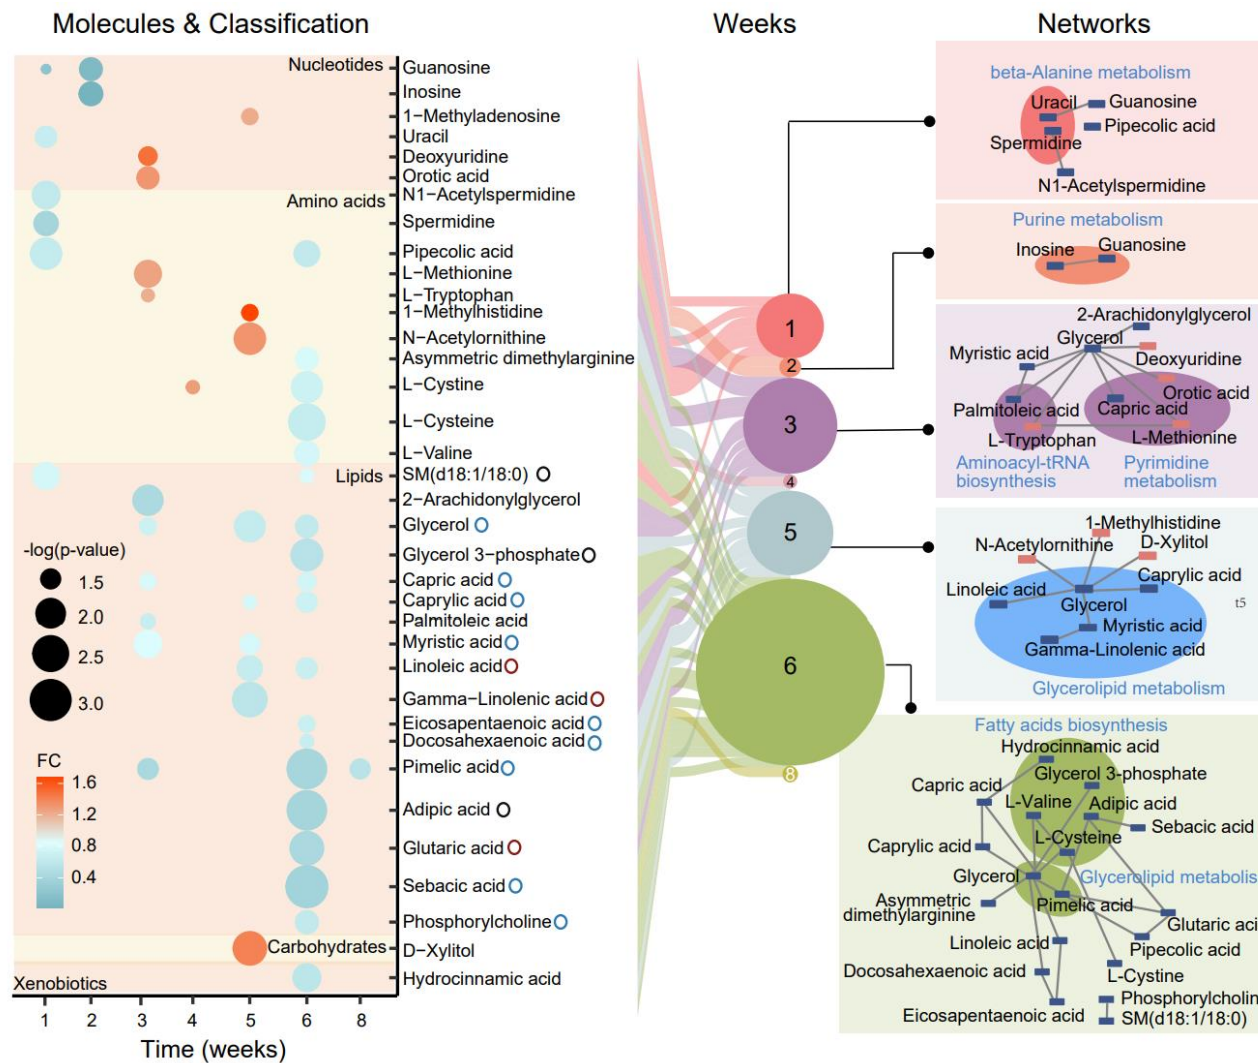 Molecules & Classification
Nucleotides
Guanosine
Inosine
1−Methyladenosine
Uracil
Deoxyuridine
Orotic acid
Amino acids
N1−Acetylspermidine
Spermidine
Pipecolic acid
L−Methionine
L−Tryptophan
1−Methylhistidine
N−Acetylornithine
Asymmetric dimethylarginine
L−Cystine
L−Cysteine
L−Valine
Lipids
SM(d18:1/18:0)
2−Arachidonylglycerol
Glycerol
Glycerol 3−phosphate
Capric acid
Caprylic acid
Palmitoleic acid
Myristic acid
Linoleic acid
Gamma−Linolenic acid
Eicosapentaenoic acid
Docosahexaenoic acid
Pimelic acid
Adipic acid
Glutaric acid
Sebacic acid
Phosphorylcholine
Carbohydrates
D−Xylitol
Xenobiotics
Hydrocinnamic acid
-log(p-value)
1.5
2.0
2.5
3.0
FC
1.6
1.2
0.8
0.4
1 2 3 4 5 6 8
Time (weeks)
Weeks
1
2
3
4
5
6
8
Networks
beta-Alanine metabolism
Uracil
Guanosine
Pipecolic acid
Spermidine
N1-Acetylspermidine
Purine metabolism
Inosine
Guanosine
2-Arachidonylglycerol
Glycerol
Myristic acid
Deoxyuridine
Orotic acid
Palmitoleic acid
Capric acid
L-Tryptophan
L-Methionine
Aminoacyl-tRNA
biosynthesis
Pyrimidine
metabolism
1-Methylhistidine
N-Acetylornithine
D-Xylitol
Linoleic acid
Caprylic acid
Glycerol
t5
Myristic acid
Gamma-Linolenic acid
Glycerolipid metabolism
Fatty acids biosynthesis
Hydrocinnamic acid
Glycerol 3-phosphate
Capric acid
L-Valine
Adipic acid
Sebacic acid
L-Cysteine
Caprylic acid
Glycerol
Glycerolipid metabolis
Asymmetric
dimethylarginine
Pimelic acid
Glutaric aci
Linoleic acid
Pipecolic acid
Docosahexaenoic acid
L-Cystine
Phosphorylcholin
Eicosapentaenoic acid
SM(d18:1/18:0)